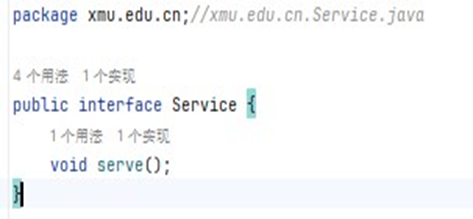 package xmu.edu.cn;//xmu.edu.cn.Service.java
4 个用法 1 个实现
public interface Service {
1 个用法 1 个实现
void serve();
}